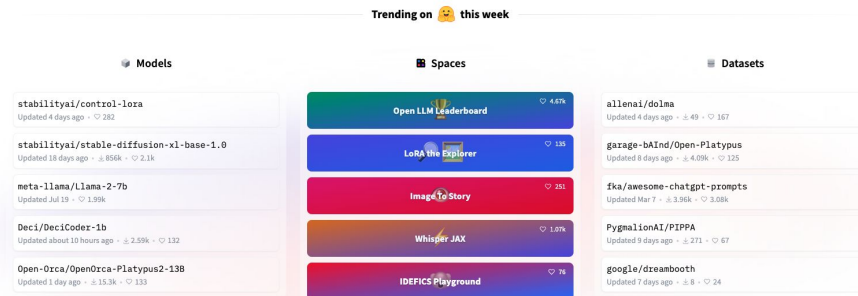 Trending on 🤗 this week
Models
stabilityai/control-lora
Updated 4 days ago • ♡ 282
stabilityai/stable-diffusion-xl-base-1.0
Updated 18 days ago • ↓ 856k • ♡ 2.1k
meta-llama/Llama-2-7b
Updated Jul 19 • ♡ 1.99k
Deci/DeciCoder-1b
Updated about 10 hours ago • ↓ 2.59k • ♡ 132
Open-Orca/OpenOrca-Platypus2-13B
Updated 1 day ago • ↓ 15.3k • ♡ 133
Spaces
♡ 4.67k
Open LLM Leaderboard
♡ 135
LoRA the Explorer
♡ 251
Image To Story
♡ 1.07k
Whisper JAX
♡ 76
IDEFICS Playground
Datasets
allenai/dolma
Updated 4 days ago • ↓ 49 • ♡ 167
garage-bAInd/Open-Platypus
Updated 8 days ago • ↓ 4.09k • ♡ 125
fka/awesome-chatgpt-prompts
Updated Mar 7 • ↓ 3.96k • ♡ 3.08k
PygmalionAI/PIPPA
Updated 9 days ago • ↓ 271 • ♡ 67
google/dreambooth
Updated 7 days ago • ↓ 8 • ♡ 24